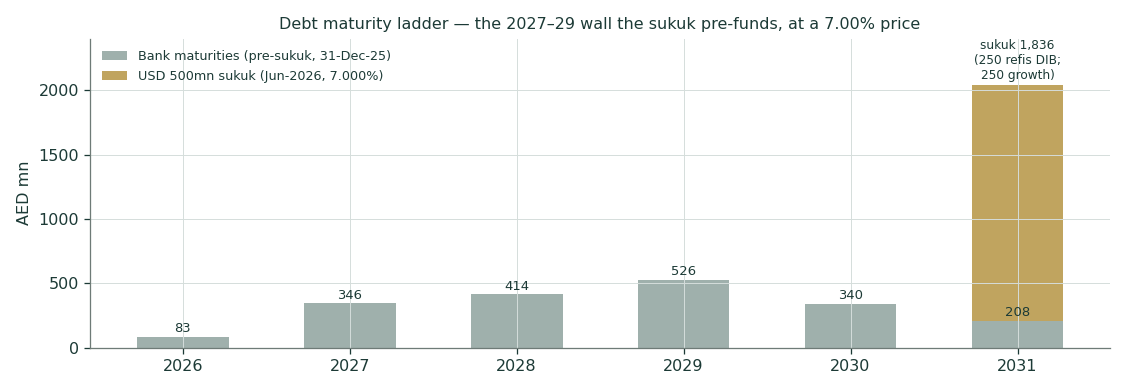 Debt maturity ladder — the 2027–29 wall the sukuk pre-funds, at a 7.00% price
Bank maturities (pre-sukuk, 31-Dec-25)
USD 500mn sukuk (Jun-2026, 7.000%)
sukuk 1,836
(250 refis DIB;
250 growth)
AED mn
2000
1500
1000
500
0
83
346
414
526
340
208
2026
2027
2028
2029
2030
2031